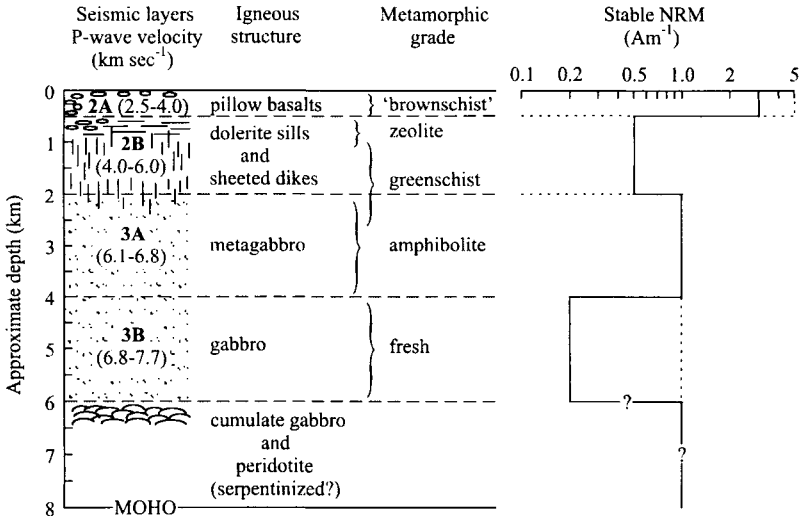 Seismic layers
P-wave velocity
(km sec⁻¹)
Igneous
structure
Metamorphic
grade
Stable NRM
(Am⁻¹)
0.1 0.2 0.5 1.0 2 5
Approximate depth (km)
0
1
2
3
4
5
6
7
8
2A (2.5-4.0)
pillow basalts
'brownschist'
2B
(4.0-6.0)
dolerite sills
and
sheeted dikes
zeolite
greenschist
3A
(6.1-6.8)
metagabbro
amphibolite
3B
(6.8-7.7)
gabbro
fresh
?
cumulate gabbro
and
peridotite
(serpentinized?)
?
MOHO